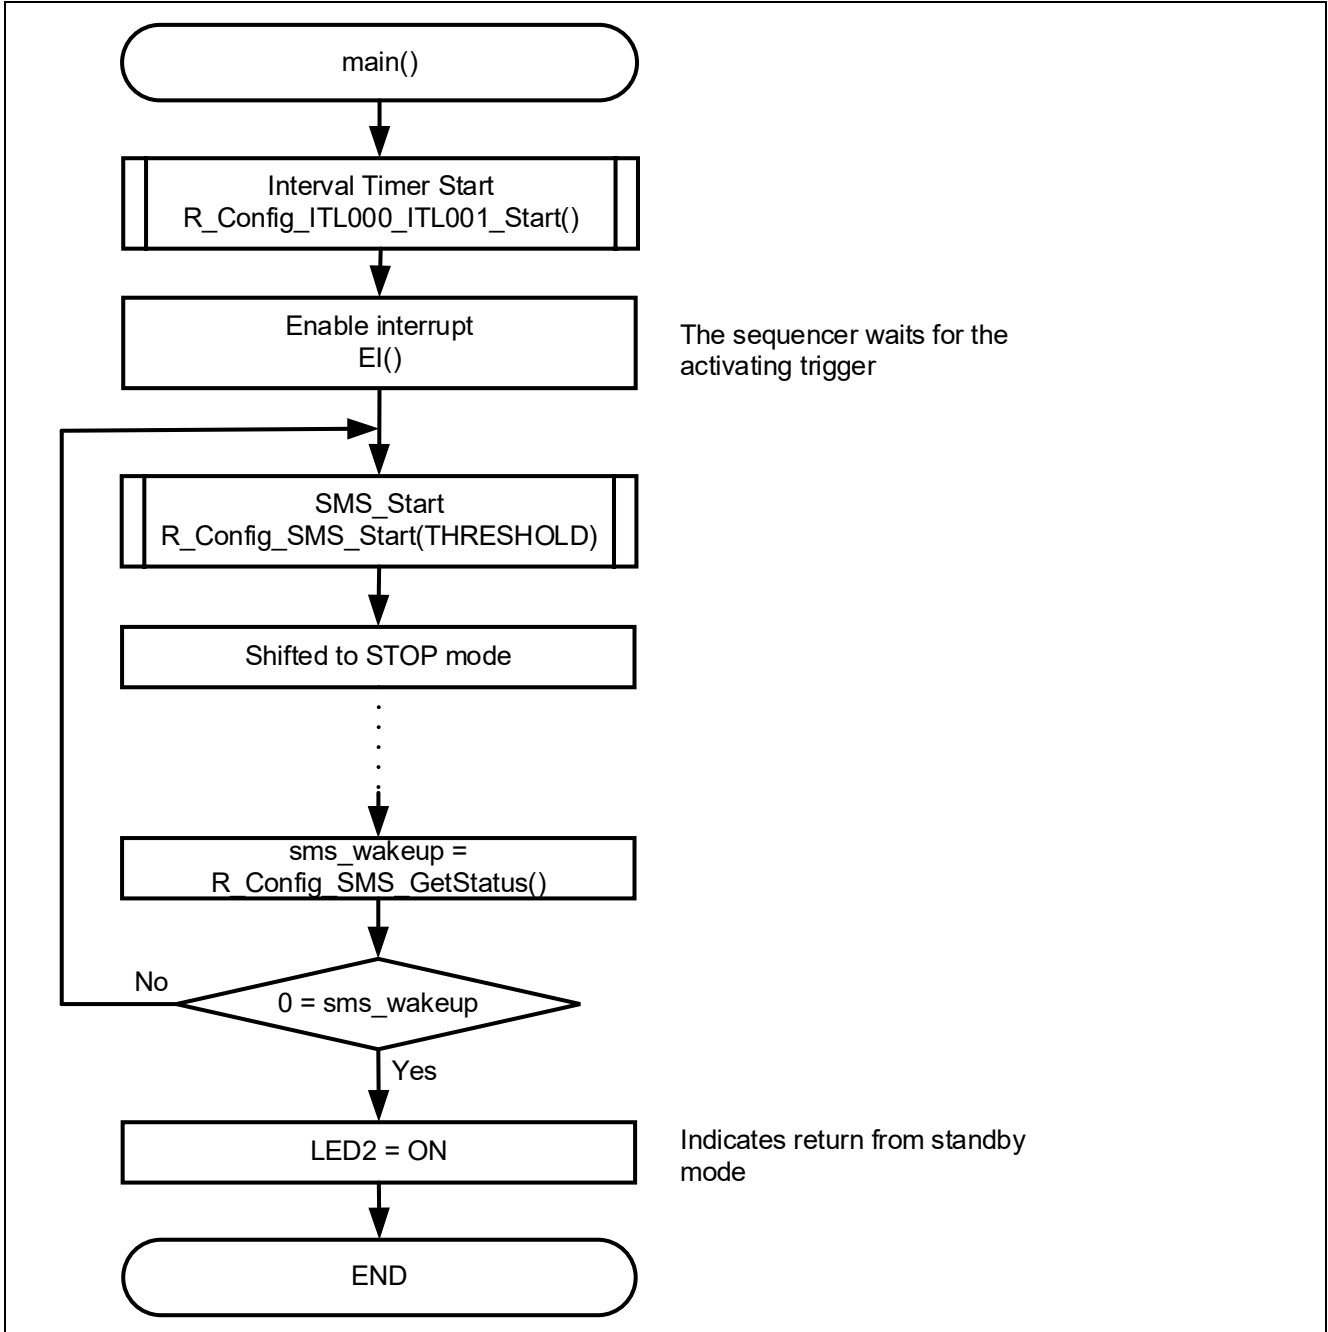 main()
Interval Timer Start
R_Config_ITL000_ITL001_Start()
Enable interrupt
EI()
The sequencer waits for the
activating trigger
SMS_Start
R_Config_SMS_Start(THRESHOLD)
Shifted to STOP mode
sms_wakeup =
R_Config_SMS_GetStatus()
No
0 = sms_wakeup
Yes
LED2 = ON
Indicates return from standby
mode
END